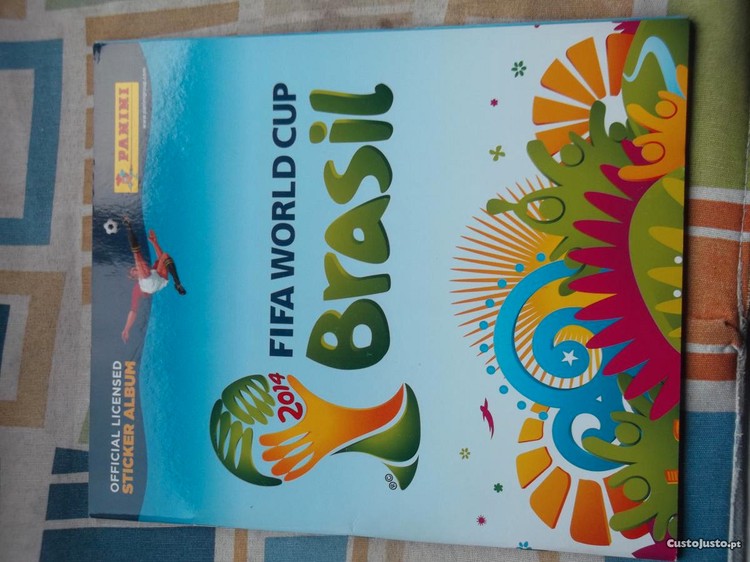 OFFICIAL LICENSED
STICKER ALBUM
PANINI
2014
FIFA WORLD CUP
Brasil
CustoJusto.pt